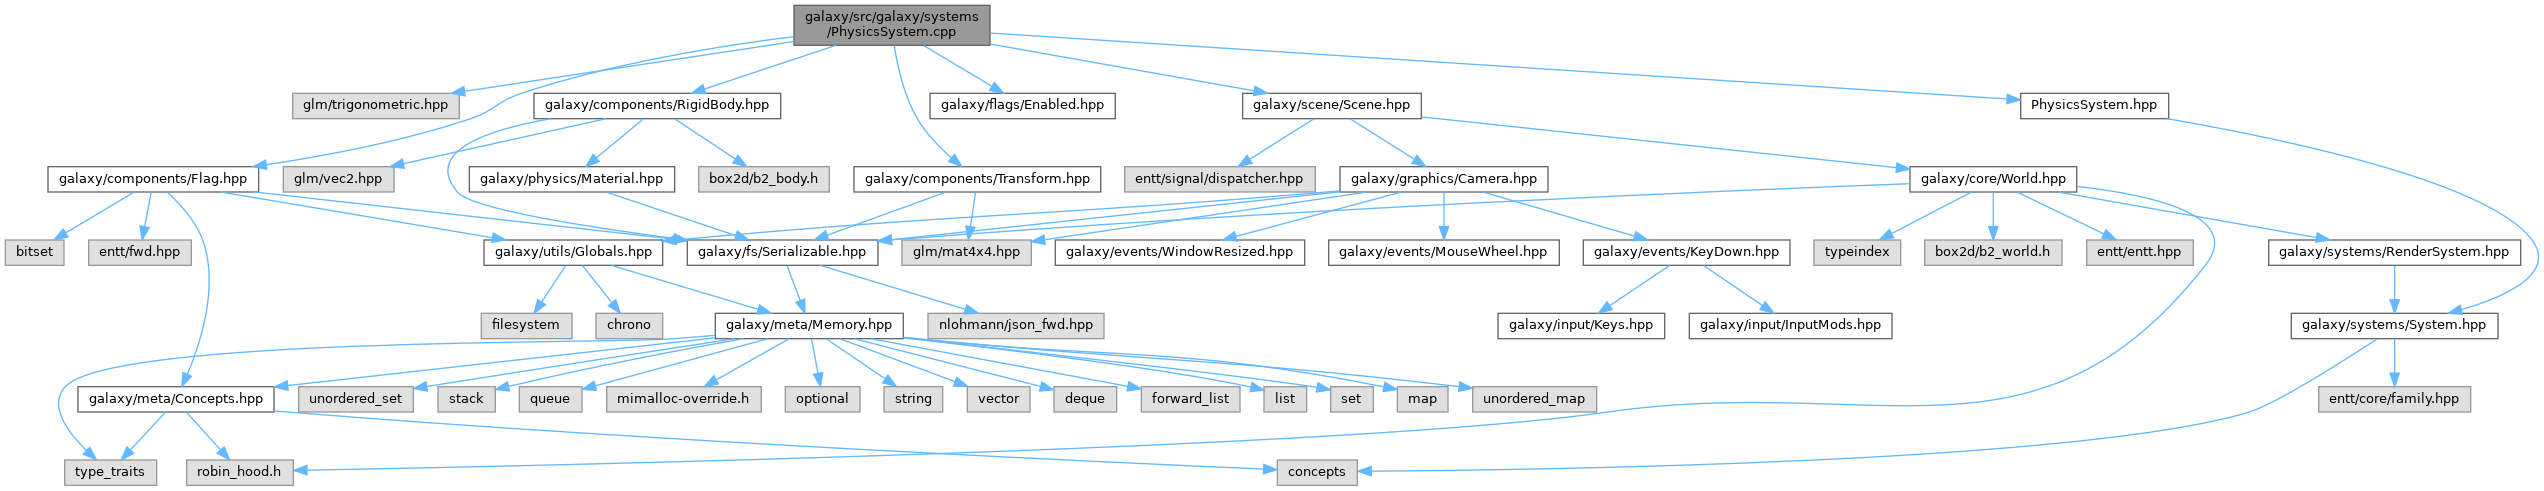 galaxy/src/galaxy/systems
/PhysicsSystem.cpp
glm/trigonometric.hpp
galaxy/components/RigidBody.hpp
galaxy/flags/Enabled.hpp
galaxy/scene/Scene.hpp
PhysicsSystem.hpp
galaxy/components/Flag.hpp
glm/vec2.hpp
galaxy/physics/Material.hpp
box2d/b2_body.h
galaxy/components/Transform.hpp
entt/signal/dispatcher.hpp
galaxy/graphics/Camera.hpp
galaxy/core/World.hpp
bitset
entt/fwd.hpp
galaxy/utils/Globals.hpp
galaxy/fs/Serializable.hpp
glm/mat4x4.hpp
galaxy/events/WindowResized.hpp
galaxy/events/MouseWheel.hpp
galaxy/events/KeyDown.hpp
typeindex
box2d/b2_world.h
entt/entt.hpp
galaxy/systems/RenderSystem.hpp
filesystem
chrono
galaxy/meta/Memory.hpp
nlohmann/json_fwd.hpp
galaxy/input/Keys.hpp
galaxy/input/InputMods.hpp
galaxy/systems/System.hpp
galaxy/meta/Concepts.hpp
unordered_set
stack
queue
mimalloc-override.h
optional
string
vector
deque
forward_list
list
set
map
unordered_map
entt/core/family.hpp
type_traits
robin_hood.h
concepts